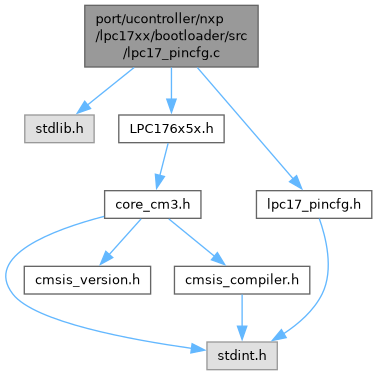 port/ucontroller/nxp
/lpc17xx/bootloader/src
/lpc17_pincfg.c
stdlib.h
LPC176x5x.h
core_cm3.h
lpc17_pincfg.h
cmsis_version.h
cmsis_compiler.h
stdint.h